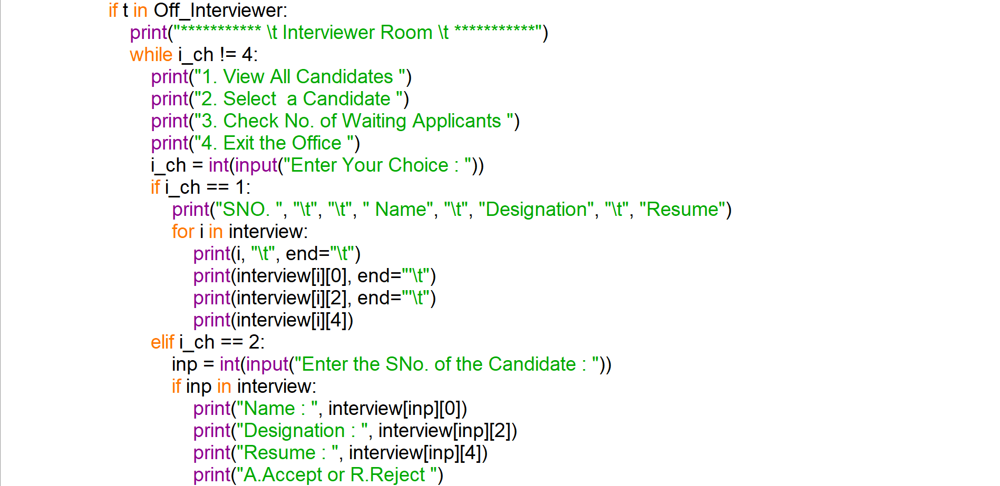 if t in Off_Interviewer:
print("*********** \t Interviewer Room \t ***********")
while i_ch != 4:
print("1. View All Candidates ")
print("2. Select  a Candidate ")
print("3. Check No. of Waiting Applicants ")
print("4. Exit the Office ")
i_ch = int(input("Enter Your Choice : "))
if i_ch == 1:
print("SNO. ", "\t", "\t", " Name", "\t", "Designation", "\t", "Resume")
for i in interview:
print(i, "\t", end="\t")
print(interview[i][0], end="'\t")
print(interview[i][2], end="'\t")
print(interview[i][4])
elif i_ch == 2:
inp = int(input("Enter the SNo. of the Candidate : "))
if inp in interview:
print("Name : ", interview[inp][0])
print("Designation : ", interview[inp][2])
print("Resume : ", interview[inp][4])
print("A.Accept or R.Reject ")